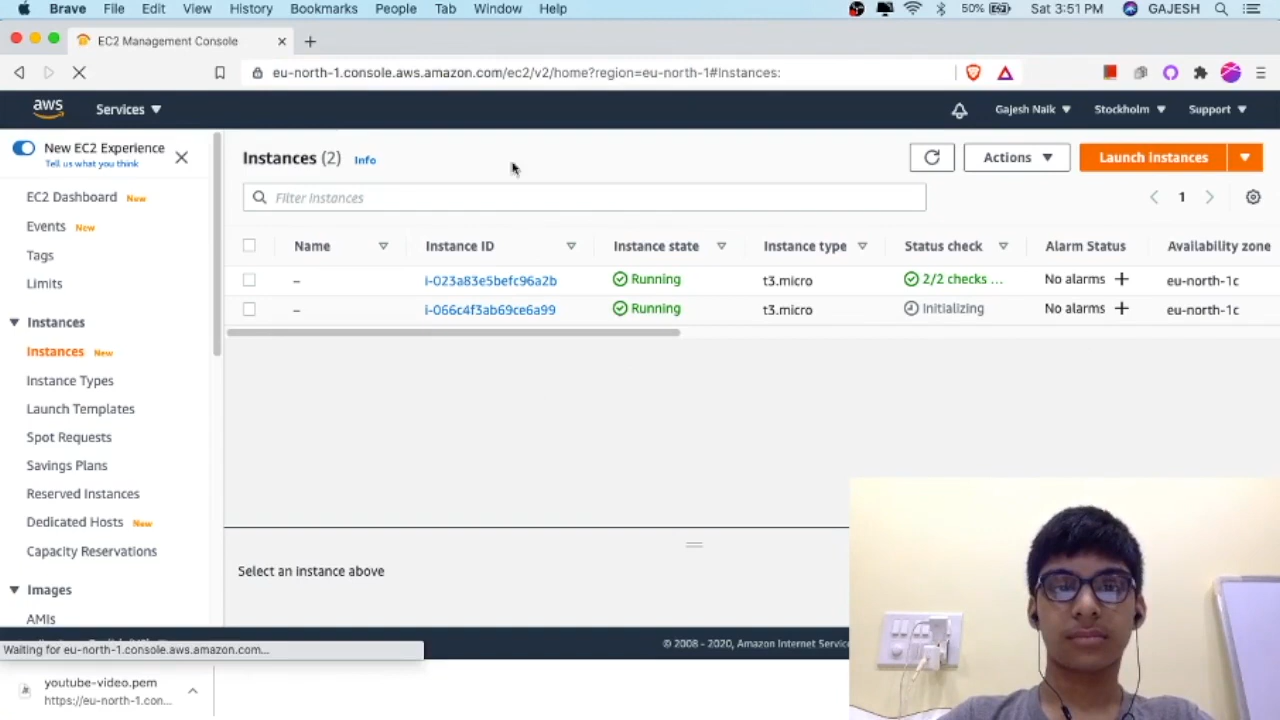 Brave File Edit View History Bookmarks People Tab Window Help 50% Sat 3:51 PM GAJESH
EC2 Management Console
eu-north-1.console.aws.amazon.com/ec2/v2/home?region=eu-north-1#Instances:
aws Services Gajesh Naik Stockholm Support
New EC2 Experience
Tell us what you think
EC2 Dashboard New
Events New
Tags
Limits
Instances
Instances New
Instance Types
Launch Templates
Spot Requests
Savings Plans
Reserved Instances
Dedicated Hosts New
Capacity Reservations
Images
AMIs
Instances (2) Info
Actions Launch instances
Filter instances
1
Name Instance ID Instance state Instance type Status check Alarm Status Availability zone
– i-023a83e5befc96a2b Running t3.micro 2/2 checks ... No alarms + eu-north-1c
– i-066c4f3ab69ce6a99 Running t3.micro Initializing No alarms + eu-north-1c
Select an instance above
© 2008 - 2020, Amazon Internet Service
Waiting for eu-north-1.console.aws.amazon.com...
youtube-video.pem
https://eu-north-1.con...